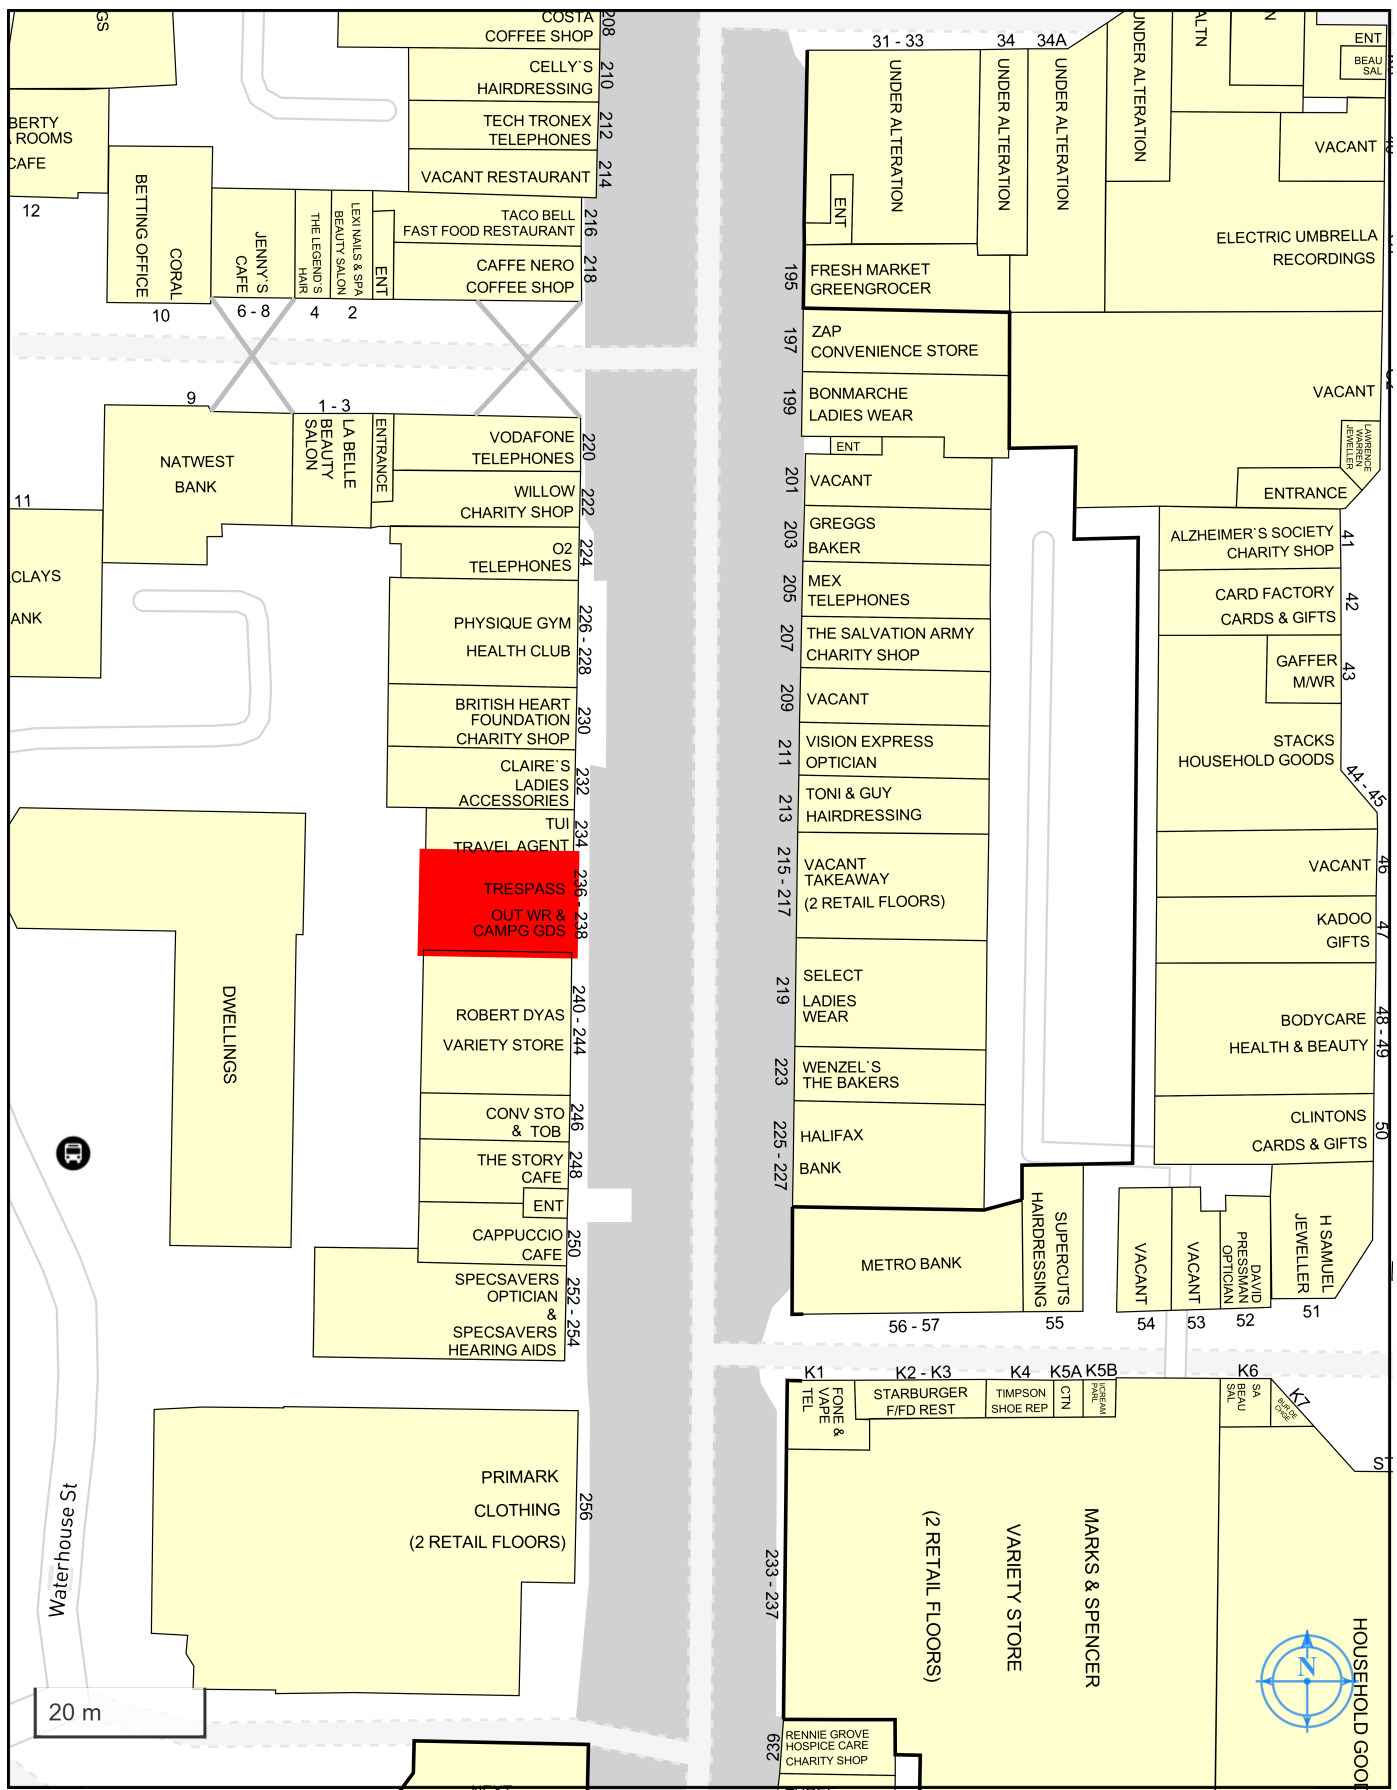 GS
BERTY
ROOMS
CAFE
12
COSTA
COFFEE SHOP
208
CELLY`S
HAIRDRESSING
210
TECH TRONEX
TELEPHONES
212
VACANT RESTAURANT
214
TACO BELL
FAST FOOD RESTAURANT
216
CAFFE NERO
COFFEE SHOP
218
CORAL
BETTING OFFICE
10
JENNY`S
CAFE
6 - 8
THE LEGEND`S
HAIR
4
LEXI NAILS & SPA
BEAUTY SALON
2
ENT
9
NATWEST
BANK
1 - 3
LA BELLE
BEAUTY
SALON
ENTRANCE
VODAFONE
TELEPHONES
220
WILLOW
CHARITY SHOP
222
O2
TELEPHONES
224
11
CLAYS
ANK
PHYSIQUE GYM
HEALTH CLUB
226 - 228
BRITISH HEART
FOUNDATION
CHARITY SHOP
230
CLAIRE`S
LADIES
ACCESSORIES
232
TUI
TRAVEL AGENT
234
TRESPASS
OUT WR &
CAMPG GDS
236 - 238
DWELLINGS
ROBERT DYAS
VARIETY STORE
240 - 244
CONV STO
& TOB
246
THE STORY
CAFE
248
ENT
CAPPUCCIO
CAFE
250
SPECSAVERS
OPTICIAN
&
SPECSAVERS
HEARING AIDS
252 - 254
PRIMARK
CLOTHING
(2 RETAIL FLOORS)
256
Waterhouse St
20 m
31 - 33
34
34A
UNDER ALTERATION
UNDER ALTERATION
UNDER ALTERATION
UNDER ALTERATION
ALTN
N
ENT
BEAU
SAL
VACANT
ENT
ELECTRIC UMBRELLA
RECORDINGS
195
FRESH MARKET
GREENGROCER
197
ZAP
CONVENIENCE STORE
199
BONMARCHE
LADIES WEAR
ENT
VACANT
LAWRENCE
WARREN
JEWELLER
ENTRANCE
201
VACANT
203
GREGGS
BAKER
205
MEX
TELEPHONES
207
THE SALVATION ARMY
CHARITY SHOP
209
VACANT
211
VISION EXPRESS
OPTICIAN
213
TONI & GUY
HAIRDRESSING
215 - 217
VACANT
TAKEAWAY
(2 RETAIL FLOORS)
219
SELECT
LADIES
WEAR
223
WENZEL`S
THE BAKERS
225 - 227
HALIFAX
BANK
ALZHEIMER`S SOCIETY
CHARITY SHOP
41
CARD FACTORY
CARDS & GIFTS
42
GAFFER
M/WR
43
STACKS
HOUSEHOLD GOODS
44 - 45
VACANT
46
KADOO
GIFTS
47
BODYCARE
HEALTH & BEAUTY
48 - 49
CLINTONS
CARDS & GIFTS
50
METRO BANK
56 - 57
SUPERCUTS
HAIRDRESSING
55
VACANT
54
VACANT
53
DAVID
PRESSMAN
OPTICIAN
52
H SAMUEL
JEWELLER
51
K1
K2 - K3
K4
K5A
K5B
K6
K7
FONE &
VAPE
TEL
STARBURGER
F/FD REST
TIMPSON
SHOE REP
CTN
ICREAM
PARL
SA
BEAU
SAL
BUR DE
CHGE
ST
MARKS & SPENCER
VARIETY STORE
(2 RETAIL FLOORS)
233 - 237
HOUSEHOLD GOO
N
239
RENNIE GROVE
HOSPICE CARE
CHARITY SHOP